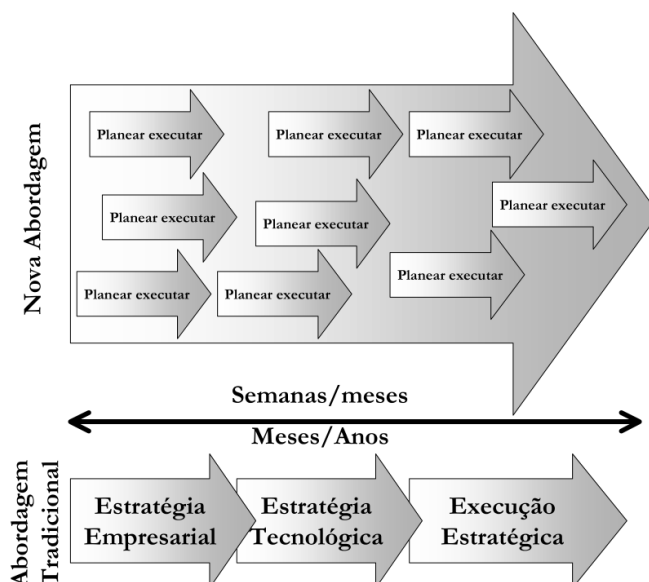 Nova Abordagem
Planear executar
Planear executar
Planear executar
Planear executar
Planear executar
Planear executar
Planear executar
Planear executar
Planear executar
Semanas/meses
Meses/Anos
Abordagem
Tradicional
Estratégia
Empresarial
Estratégia
Tecnológica
Execução
Estratégica